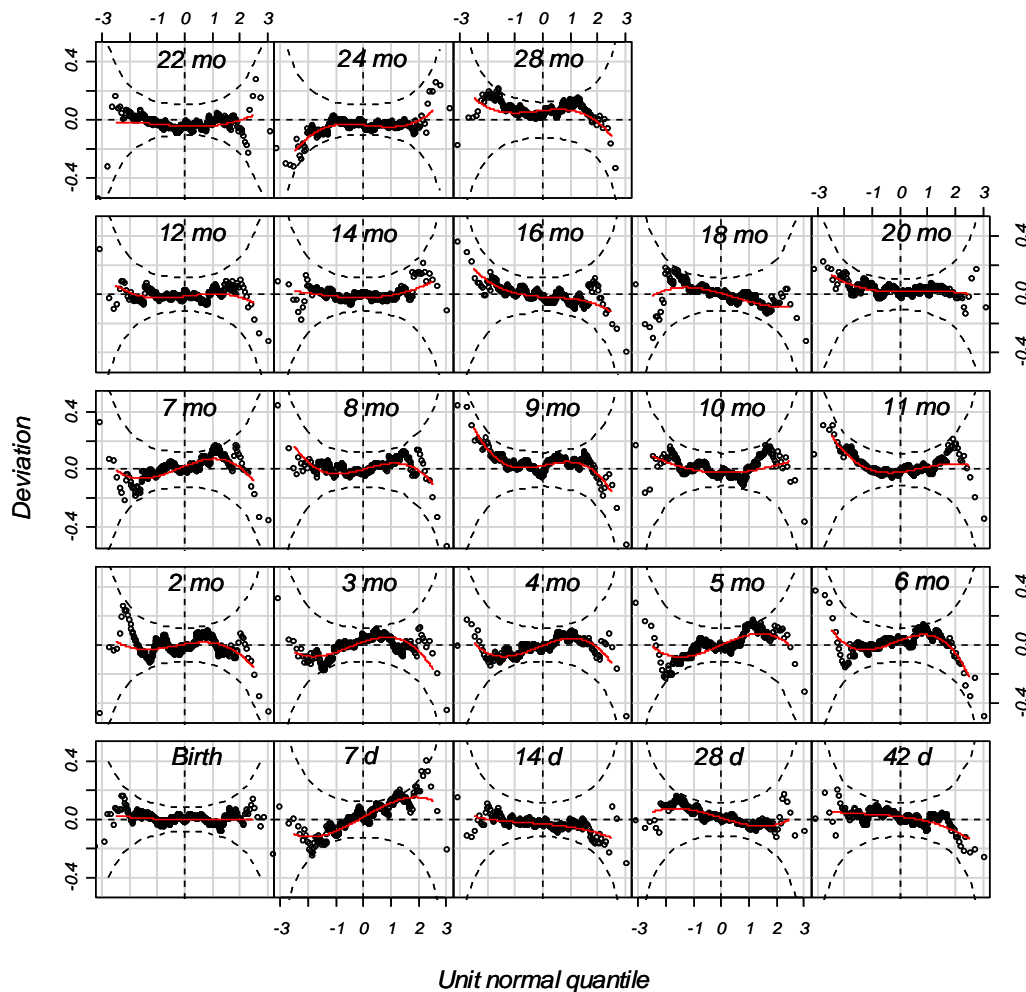 -3 -1 0 1 2 -3 -1 0 1 2 3
22 mo 24 mo 28 mo
0.4
0.0
-0.4
-3 -1 0 1 2 3
12 mo 14 mo 16 mo 18 mo 20 mo
0.4
0.0
-0.4
7 mo 8 mo 9 mo 10 mo 11 mo
0.4
0.0
-0.4
Deviation
2 mo 3 mo 4 mo 5 mo 6 mo
0.4
0.0
-0.4
Birth 7 d 14 d 28 d 42 d
0.4
0.0
-0.4
-3 -1 0 1 2 3 -3 -1 0 1 2 3
Unit normal quantile